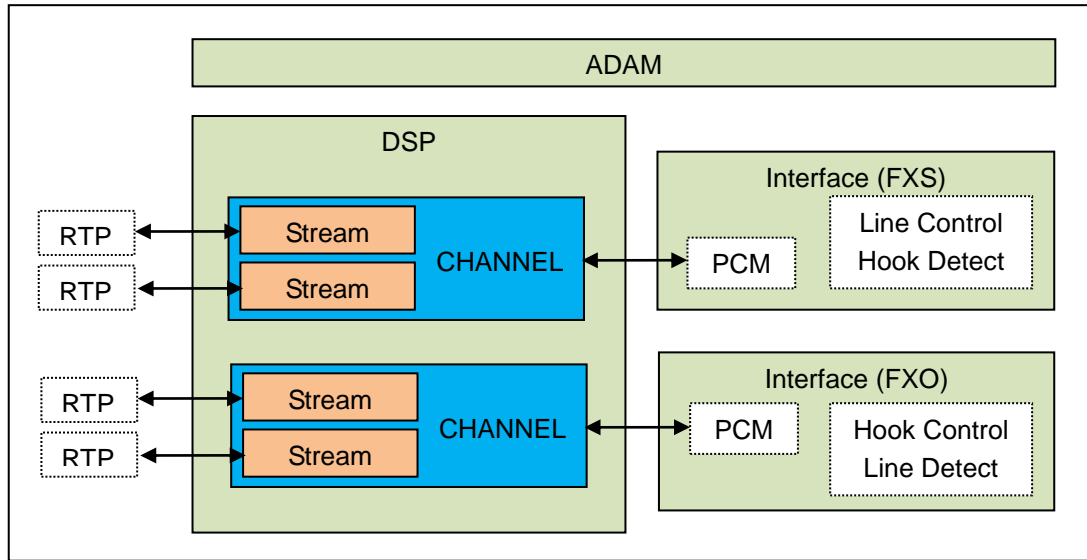 ADAM
DSP
RTP
Stream
RTP
Stream
CHANNEL
Interface (FXS)
PCM
Line Control
Hook Detect
RTP
Stream
RTP
Stream
CHANNEL
Interface (FXO)
PCM
Hook Control
Line Detect